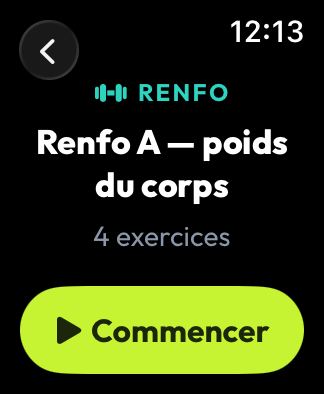 12:13
RENFO
Renfo A — poids
du corps
4 exercices
Commencer